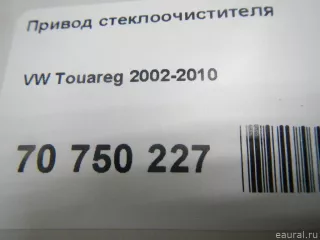 Привод стеклоочистителя
VW Touareg 2002-2010
70 750 227
eaural.ru